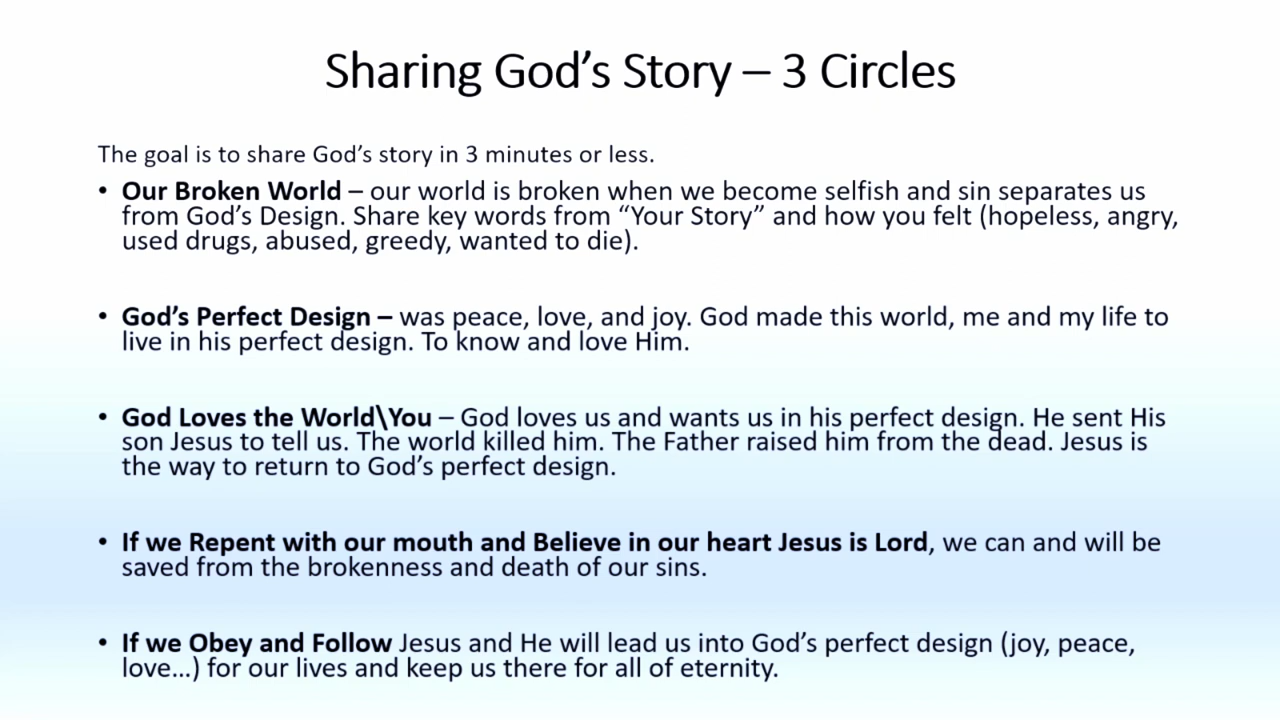 Sharing God’s Story – 3 Circles
The goal is to share God’s story in 3 minutes or less.
• Our Broken World – our world is broken when we become selfish and sin separates us
from God’s Design. Share key words from “Your Story” and how you felt (hopeless, angry,
used drugs, abused, greedy, wanted to die).
• God’s Perfect Design – was peace, love, and joy. God made this world, me and my life to
live in his perfect design. To know and love Him.
• God Loves the World\You – God loves us and wants us in his perfect design. He sent His
son Jesus to tell us. The world killed him. The Father raised him from the dead. Jesus is
the way to return to God’s perfect design.
• If we Repent with our mouth and Believe in our heart Jesus is Lord, we can and will be
saved from the brokenness and death of our sins.
• If we Obey and Follow Jesus and He will lead us into God’s perfect design (joy, peace,
love…) for our lives and keep us there for all of eternity.